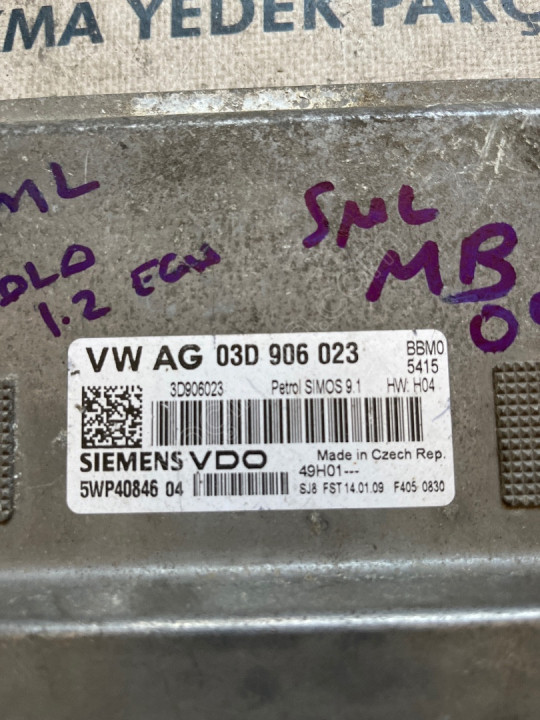 MA YEDEK PARÇ
ML
SML
OLO
MB
1.2 ECU
VW AG 03D 906 023
BBM0
5415
3D906023
Petrol SIMOS 9.1
HW: H04
SIEMENS VDO
Made in Czech Rep.
49H01---
5WP40846 04
SJ8 FST 14.01.09 F405 0830